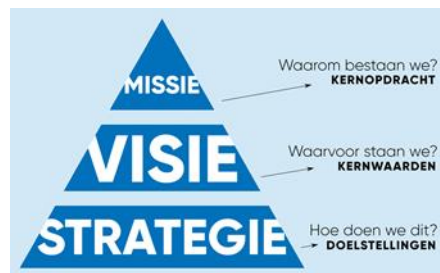 MISSIE
Waarom bestaan we?
KERNOPDRACHT
VISIE
Waarvoor staan we?
KERNWAARDEN
STRATEGIE
Hoe doen we dit?
DOELSTELLINGEN